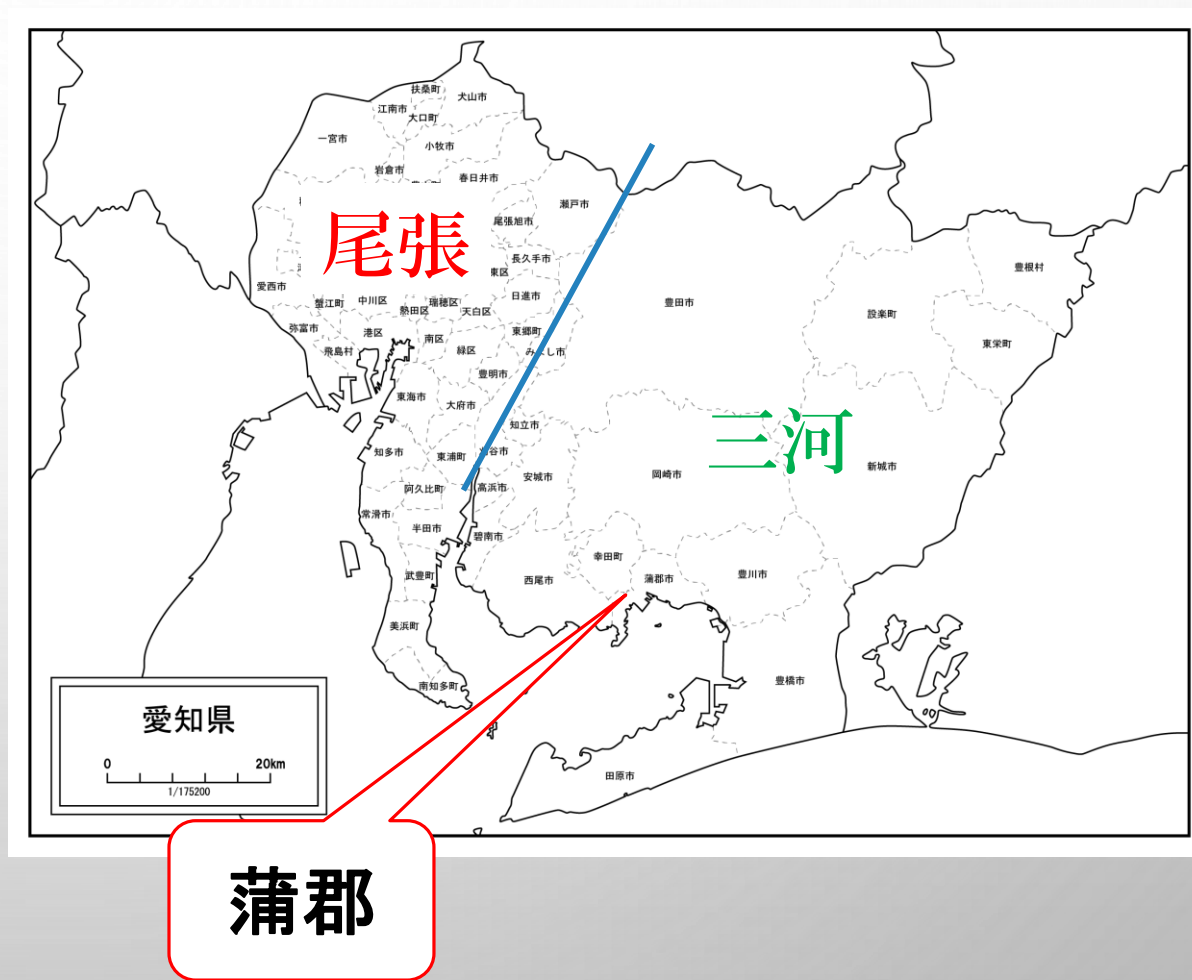 扶桑町
犬山市
江南市
大口町
一宮市
小牧市
岩倉市
春日井市
瀬戸市
尾張旭市
尾張
長久手市
東区
豊根村
愛西市
日進市
豊田市
蟹江町
中川区
熱田区
瑞穂区
天白区
設楽町
弥富市
港区
南区
東郷町
東栄町
飛島村
緑区
みよし市
豊明市
東海市
大府市
知立市
三河
知多市
東浦町
安城市
岡崎市
新城市
阿久比町
高浜市
常滑市
半田市
碧南市
幸田町
武豊町
西尾市
蒲郡市
豊川市
美浜町
南知多町
豊橋市
愛知県
0 20km
1/175200
田原市
蒲郡